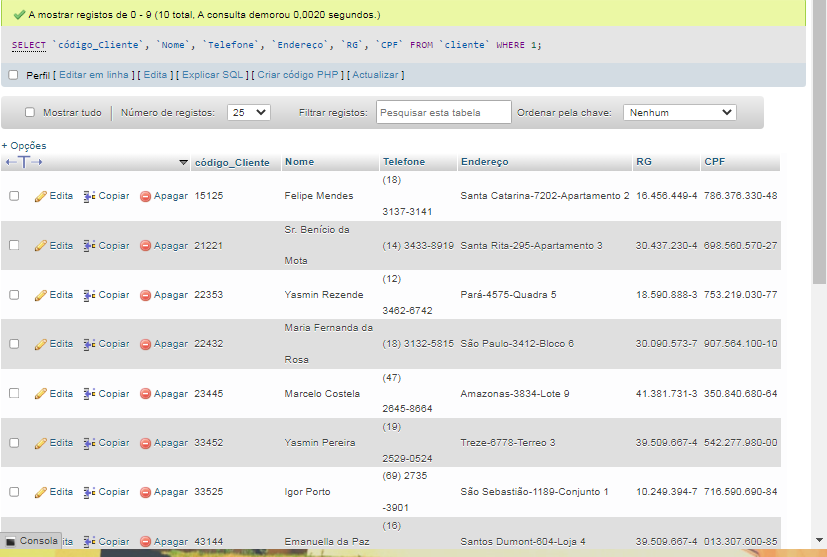 A mostrar registos de 0 - 9 (10 total, A consulta demorou 0,0020 segundos.)
SELECT `código_Cliente`, `Nome`, `Telefone`, `Endereço`, `RG`, `CPF` FROM `cliente` WHERE 1;
Perfil [ Editar em linha ] [ Edita ] [ Explicar SQL ] [ Criar código PHP ] [ Actualizar ]
Mostrar tudo | Número de registos: 25 Filtrar registos: Pesquisar esta tabela Ordenar pela chave: Nenhum
+ Opções
←T→ código_Cliente Nome Telefone Endereço RG CPF
(18)
Edita Copiar Apagar 15125 Felipe Mendes Santa Catarina-7202-Apartamento 2 16.456.449-4 786.376.330-48
3137-3141
Sr. Benício da
Edita Copiar Apagar 21221 (14) 3433-8919 Santa Rita-295-Apartamento 3 30.437.230-4 698.560.570-27
Mota
(12)
Edita Copiar Apagar 22353 Yasmin Rezende Pará-4575-Quadra 5 18.590.888-3 753.219.030-77
3462-6742
Maria Fernanda da
Edita Copiar Apagar 22432 (18) 3132-5815 São Paulo-3412-Bloco 6 30.090.573-7 907.564.100-10
Rosa
(47)
Edita Copiar Apagar 23445 Marcelo Costela Amazonas-3834-Lote 9 41.381.731-3 350.840.680-64
2645-8664
(19)
Edita Copiar Apagar 33452 Yasmin Pereira Treze-6778-Terreo 3 39.509.667-4 542.277.980-00
2529-0524
(69) 2735
Edita Copiar Apagar 33525 Igor Porto São Sebastião-1189-Conjunto 1 10.249.394-7 716.590.690-84
-3901
(16)
Consola ita Copiar Apagar 43144 Emanuella da Paz Santos Dumont-604-Loja 4 39.509.667-4 013.307.600-85